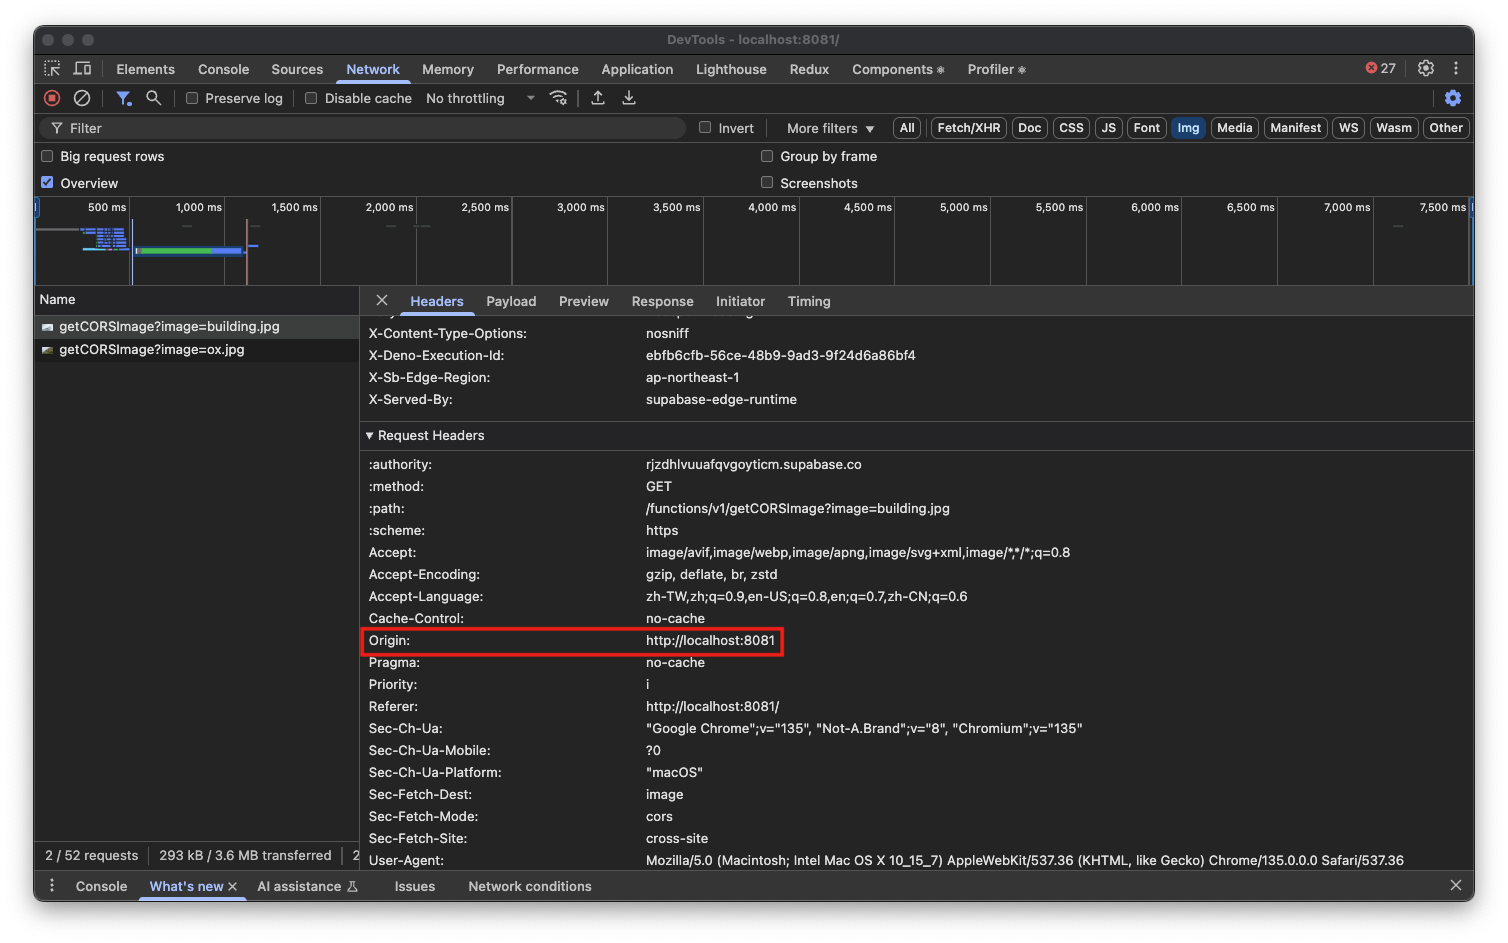 DevTools - localhost:8081/
Elements Console Sources Network Memory Performance Application Lighthouse Redux Components Profiler 27
Preserve log Disable cache No throttling
Filter Invert More filters All Fetch/XHR Doc CSS JS Font Img Media Manifest WS Wasm Other
Big request rows Group by frame
Overview Screenshots
500 ms 1,000 ms 1,500 ms 2,000 ms 2,500 ms 3,000 ms 3,500 ms 4,000 ms 4,500 ms 5,000 ms 5,500 ms 6,000 ms 6,500 ms 7,000 ms 7,500 ms
Name
getCORSImage?image=building.jpg
getCORSImage?image=ox.jpg
Headers Payload Preview Response Initiator Timing
X-Content-Type-Options: nosniff
X-Deno-Execution-Id: ebfb6cfb-56ce-48b9-9ad3-9f24d6a86bf4
X-Sb-Edge-Region: ap-northeast-1
X-Served-By: supabase-edge-runtime
Request Headers
:authority: rjzdhlvuuafqvgoyticm.supabase.co
:method: GET
:path: /functions/v1/getCORSImage?image=building.jpg
:scheme: https
Accept: image/avif,image/webp,image/apng,image/svg+xml,image/*,*/*;q=0.8
Accept-Encoding: gzip, deflate, br, zstd
Accept-Language: zh-TW,zh;q=0.9,en-US;q=0.8,en;q=0.7,zh-CN;q=0.6
Cache-Control: no-cache
Origin: http://localhost:8081
Pragma: no-cache
Priority: i
Referer: http://localhost:8081/
Sec-Ch-Ua: "Google Chrome";v="135", "Not-A.Brand";v="8", "Chromium";v="135"
Sec-Ch-Ua-Mobile: ?0
Sec-Ch-Ua-Platform: "macOS"
Sec-Fetch-Dest: image
Sec-Fetch-Mode: cors
Sec-Fetch-Site: cross-site
User-Agent: Mozilla/5.0 (Macintosh; Intel Mac OS X 10_15_7) AppleWebKit/537.36 (KHTML, like Gecko) Chrome/135.0.0.0 Safari/537.36
2 / 52 requests 293 kB / 3.6 MB transferred 2
Console What's new AI assistance Issues Network conditions